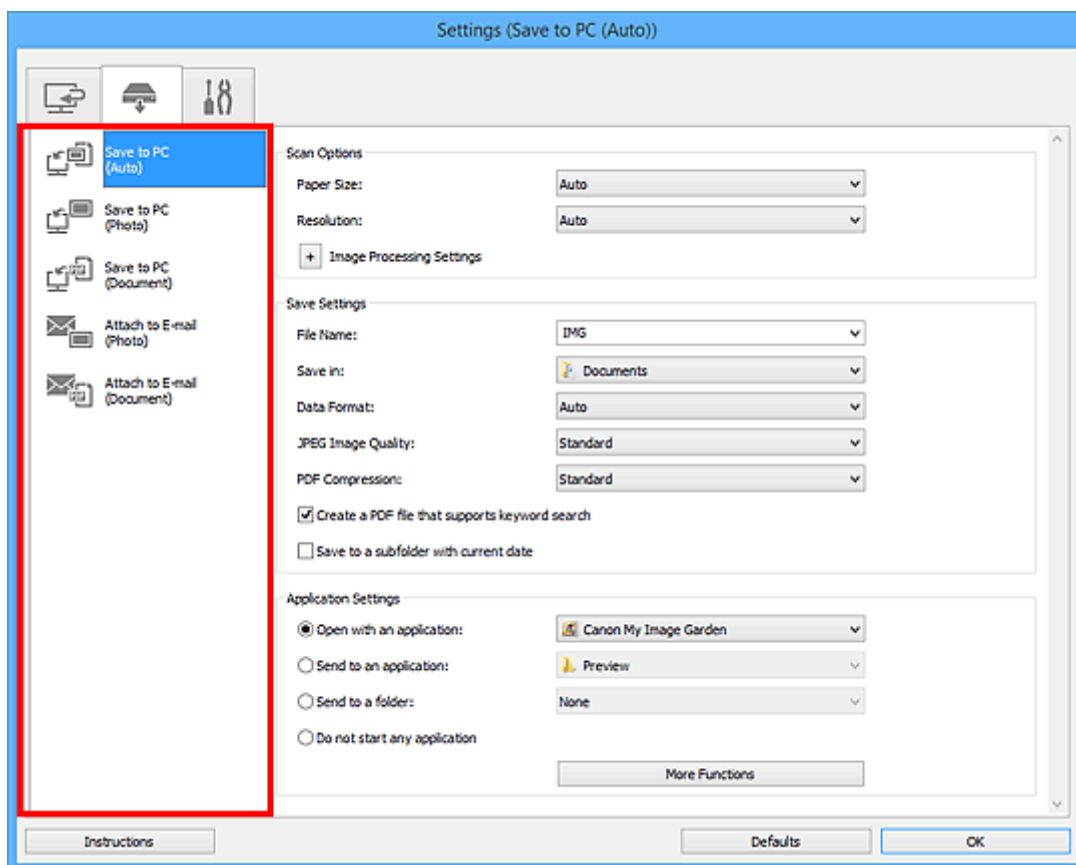 Settings (Save to PC (Auto))
Save to PC
(Auto)
Save to PC
(Photo)
Save to PC
(Document)
Attach to E-mail
(Photo)
Attach to E-mail
(Document)
Scan Options
Paper Size: Auto
Resolution: Auto
+ Image Processing Settings
Save Settings
File Name: IMG
Save in: Documents
Data Format: Auto
JPEG Image Quality: Standard
PDF Compression: Standard
Create a PDF file that supports keyword search
Save to a subfolder with current date
Application Settings
Open with an application: Canon My Image Garden
Send to an application: Preview
Send to a folder: None
Do not start any application
More Functions
Instructions Defaults OK